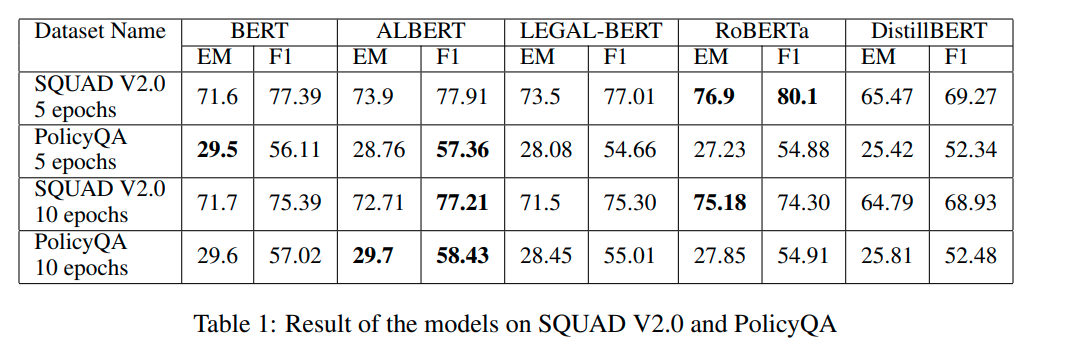 Dataset Name BERT ALBERT LEGAL-BERT RoBERTa DistillBERT
EM F1 EM F1 EM F1 EM F1 EM F1
SQUAD V2.0
5 epochs
71.6 77.39 73.9 77.91 73.5 77.01 76.9 80.1 65.47 69.27
PolicyQA
5 epochs
29.5 56.11 28.76 57.36 28.08 54.66 27.23 54.88 25.42 52.34
SQUAD V2.0
10 epochs
71.7 75.39 72.71 77.21 71.5 75.30 75.18 74.30 64.79 68.93
PolicyQA
10 epochs
29.6 57.02 29.7 58.43 28.45 55.01 27.85 54.91 25.81 52.48
Table 1: Result of the models on SQUAD V2.0 and PolicyQA